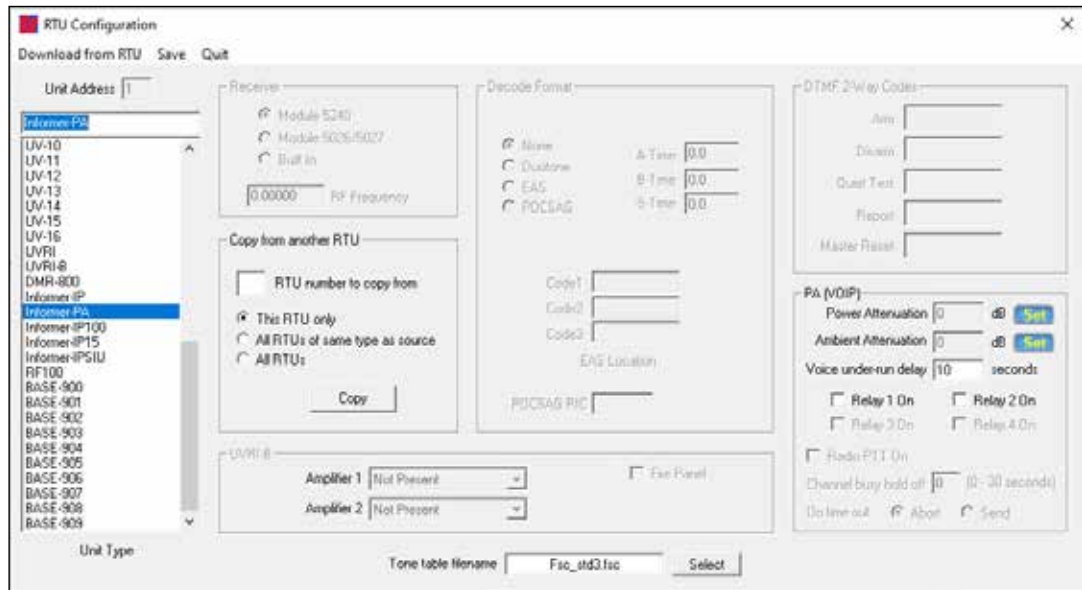 RTU Configuration
Download from RTU Save Quit
Unit Address 1
Informer-PA
UV-10
UV-11
UV-12
UV-13
UV-14
UV-15
UV-16
UVRI
UVRI-B
DMR-800
Informer-IP
Informer-PA
Informer-IP100
Informer-IP15
Informer-IPSIU
RF100
BASE-900
BASE-901
BASE-902
BASE-903
BASE-904
BASE-905
BASE-906
BASE-907
BASE-908
BASE-909
Unit Type
Receiver
Module 5240
Module 5026/5027
Built In
0.00000 RF Frequency
Copy from another RTU
RTU number to copy from
This RTU only
All RTUs of same type as source
All RTUs
Copy
Decode Format
None
Duotone
EAS
POCSAG
A-Time 0.0
B-Time 0.0
S-Time 0.0
Code1
Code2
Code3
EAS Location
POCSAG RIC
UVRI-B
Amplifier 1 Not Present
Amplifier 2 Not Present
Fire Panel
Tone table filename Fsc_std3.fsc Select
DTMF 2-Way Codes
Arm
Disarm
Quiet Test
Report
Master Reset
PA (VOIP)
Power Attenuation 0 dB Set
Ambient Attenuation 0 dB Set
Voice under-run delay 10 seconds
Relay 1 On Relay 2 On
Relay 3 On Relay 4 On
Radio PTT On
Channel busy hold off 0 (0 - 30 seconds)
On time out Abort Send